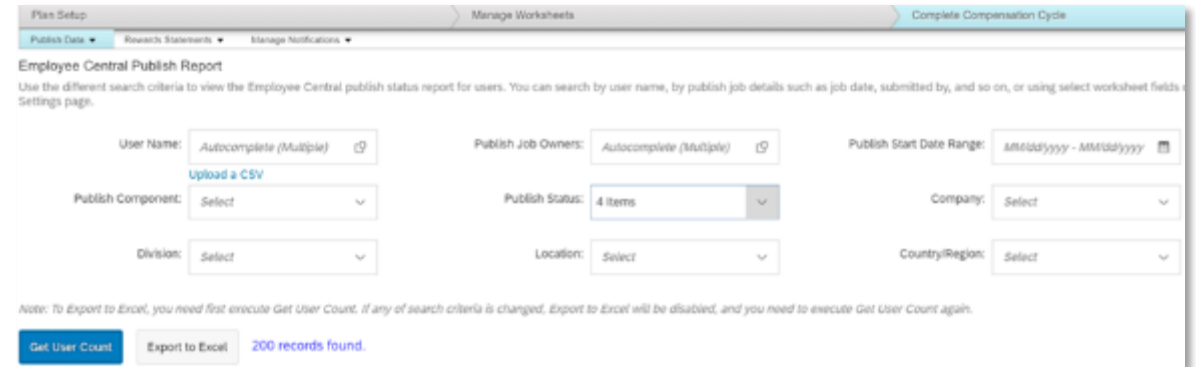 Plan Setup
Manage Worksheets
Complete Compensation Cycle
Publish Data
Rewards Statements
Manage Notifications
Employee Central Publish Report
Use the different search criteria to view the Employee Central publish status report for users. You can search by user name, by publish job details such as job date, submitted by, and so on, or using select worksheet fields
Settings page.
User Name: Autocomplete (Multiple)
Publish Job Owners: Autocomplete (Multiple)
Publish Start Date Range: MM/dd/yyyy - MM/dd/yyyy
Upload a CSV
Publish Component: Select
Publish Status: 4 Items
Company: Select
Division: Select
Location: Select
Country/Region: Select
Note: To Export to Excel, you need first execute Get User Count. If any of search criteria is changed, Export to Excel will be disabled, and you need to execute Get User Count again.
Get User Count
Export to Excel
200 records found.